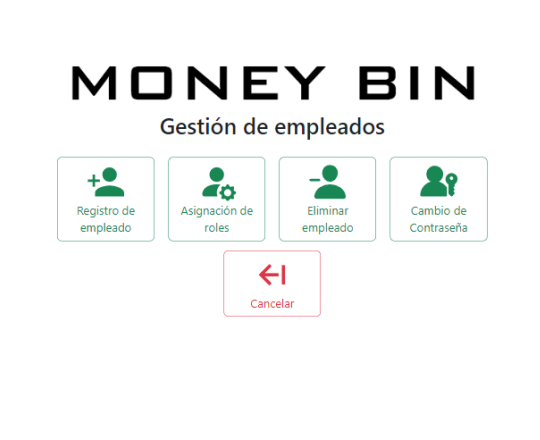 MONEY BIN
Gestión de empleados
Registro de
empleado
Asignación de
roles
Eliminar
empleado
Cambio de
Contraseña
Cancelar